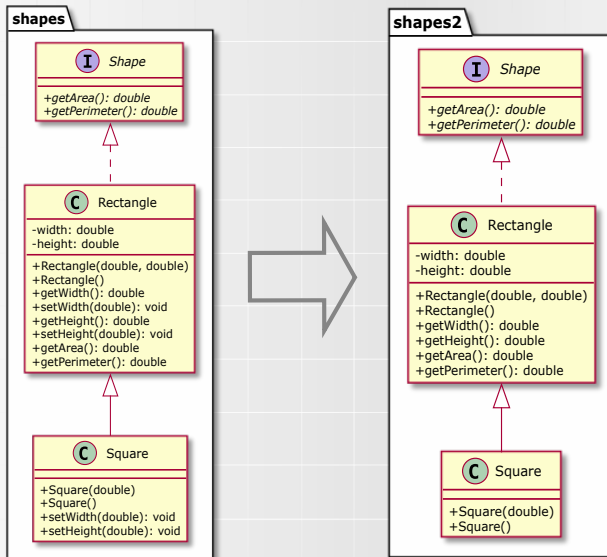 shapes
I Shape
+getArea(): double
+getPerimeter(): double
C Rectangle
-width: double
-height: double
+Rectangle(double, double)
+Rectangle()
+getWidth(): double
+setWidth(double): void
+getHeight(): double
+setHeight(double): void
+getArea(): double
+getPerimeter(): double
C Square
+Square(double)
+Square()
+setWidth(double): void
+setHeight(double): void
shapes2
I Shape
+getArea(): double
+getPerimeter(): double
C Rectangle
-width: double
-height: double
+Rectangle(double, double)
+Rectangle()
+getWidth(): double
+getHeight(): double
+getArea(): double
+getPerimeter(): double
C Square
+Square(double)
+Square()